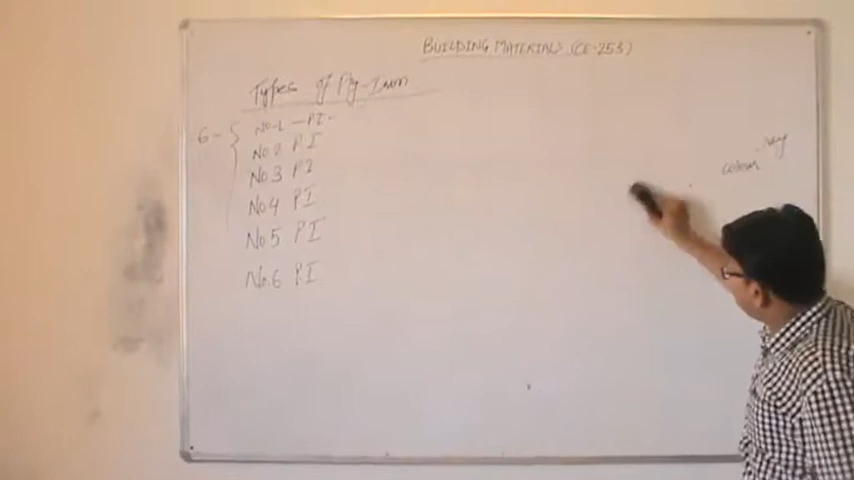 BUILDING MATERIALS (CE-253)
Types of Pig-Iron
6- { No-1 - PI -
No 2 PI
No 3 PI
No 4 PI
No 5 PI
No.6 PI
colour